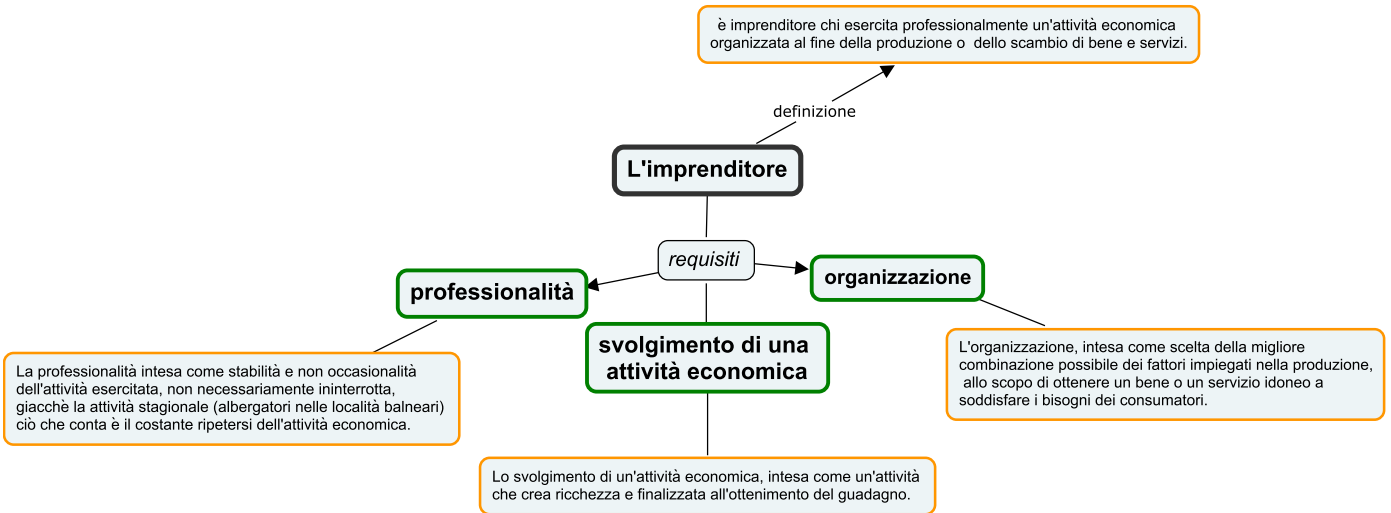 è imprenditore chi esercita professionalmente un'attività economica
organizzata al fine della produzione o dello scambio di bene e servizi.
definizione
L'imprenditore
requisiti
professionalità
organizzazione
svolgimento di una
attività economica
La professionalità intesa come stabilità e non occasionalità
dell'attività esercitata, non necessariamente ininterrotta,
giacchè la attività stagionale (albergatori nelle località balneari)
ciò che conta è il costante ripetersi dell'attività economica.
L'organizzazione, intesa come scelta della migliore
combinazione possibile dei fattori impiegati nella produzione,
allo scopo di ottenere un bene o un servizio idoneo a
soddisfare i bisogni dei consumatori.
Lo svolgimento di un'attività economica, intesa come un'attività
che crea ricchezza e finalizzata all'ottenimento del guadagno.